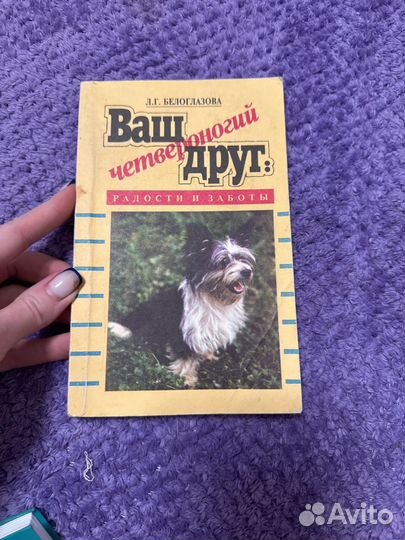 Л.Г. БЕЛОГЛАЗОВА
Ваш
четвероногий
друг:
РАДОСТИ И ЗАБОТЫ
Avito